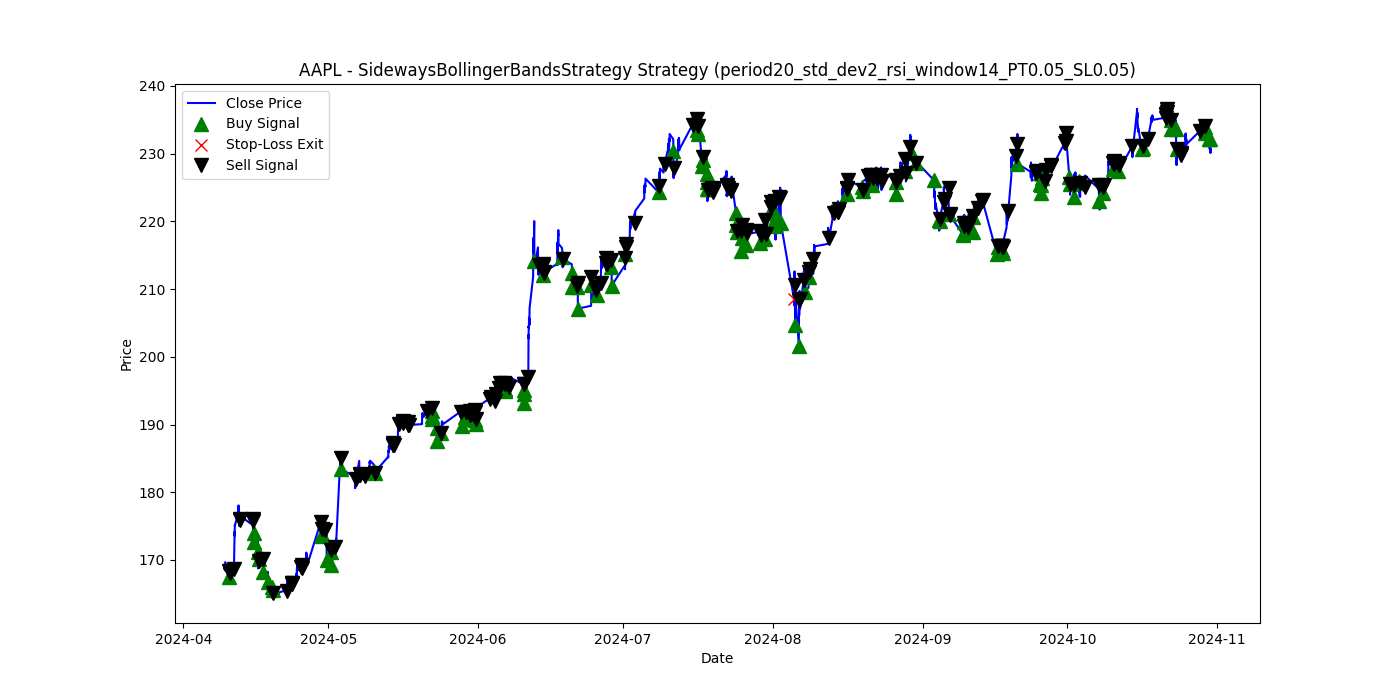 AAPL - SidewaysBollingerBandsStrategy Strategy (period20_std_dev2_rsi_window14_PT0.05_SL0.05)
Close Price
Buy Signal
Stop-Loss Exit
Sell Signal
Price
240
230
220
210
200
190
180
170
2024-04
2024-05
2024-06
2024-07
2024-08
2024-09
2024-10
2024-11
Date